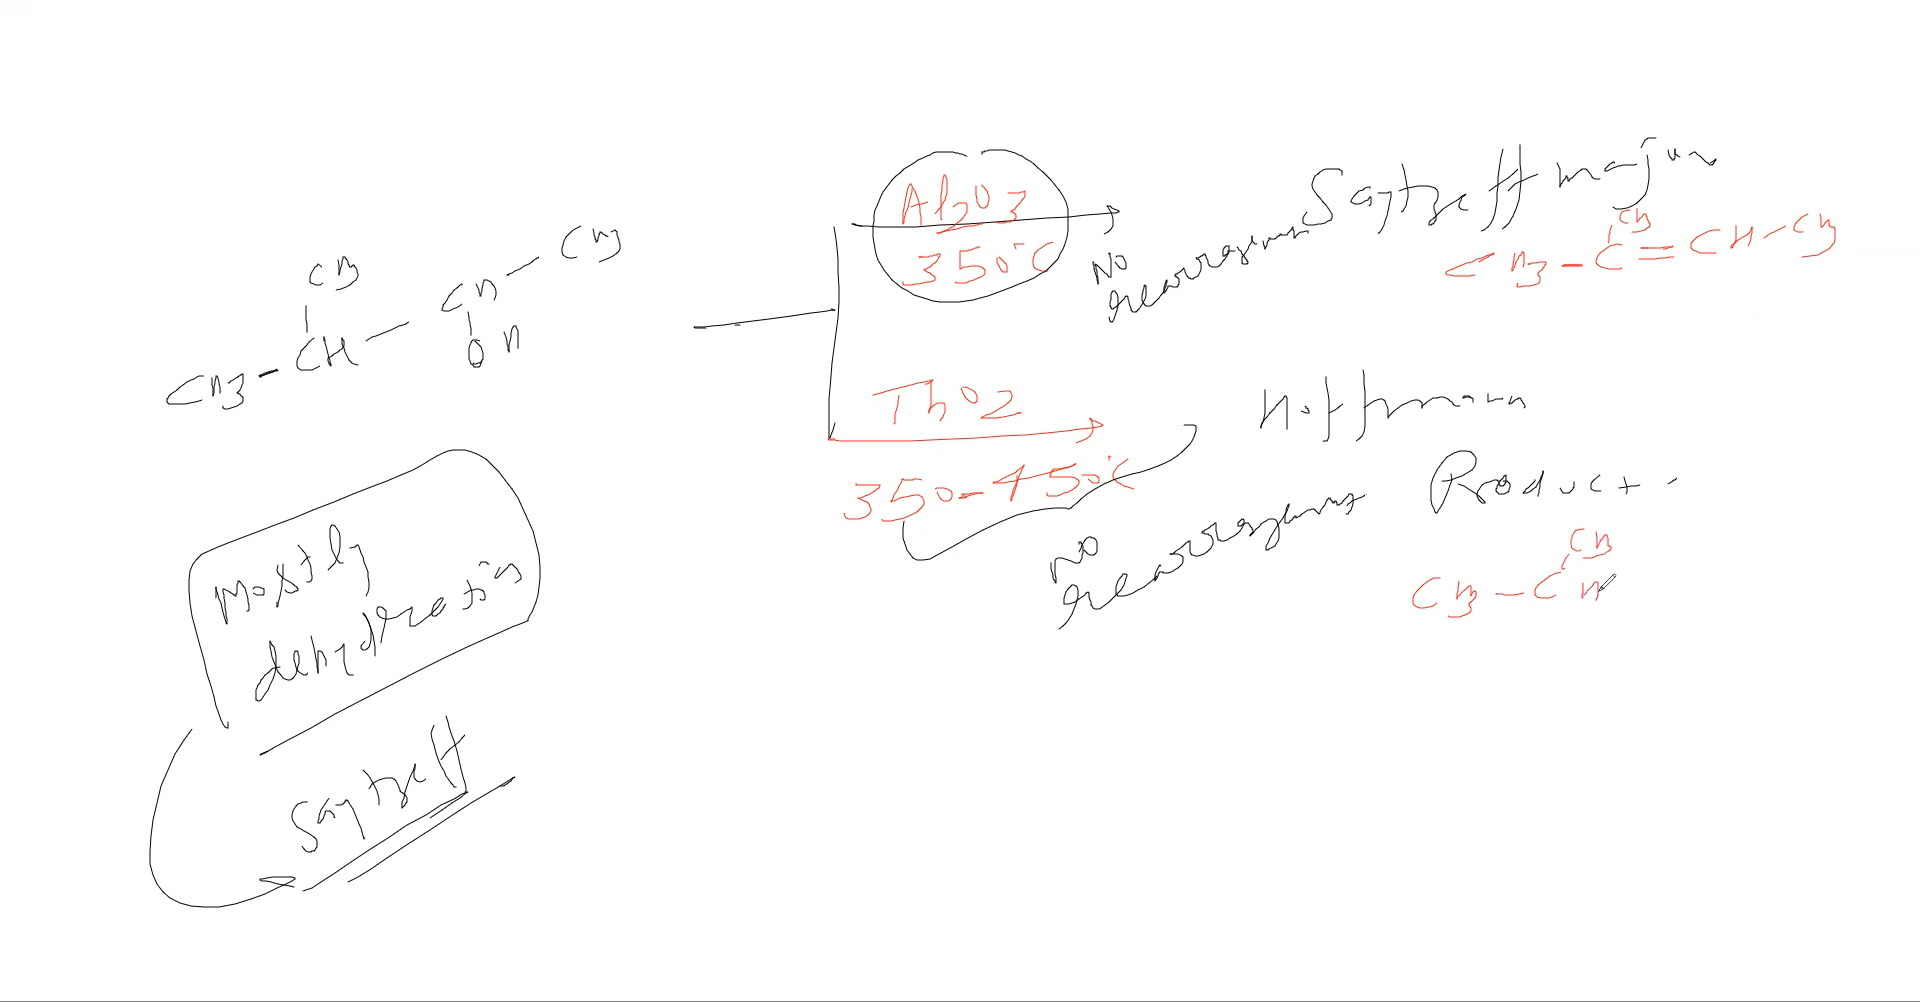 CH3
CH3 - CH - CH - CH3
OH
Al2O3
350°C
No
rearrangement
Saytzeff major
CH3
CH3 - C = CH - CH3
ThO2
350-450°C
No
rearrangement
Hoffmann
Product.
CH3
CH3 - CH
Mostly
dehydration
Saytzeff